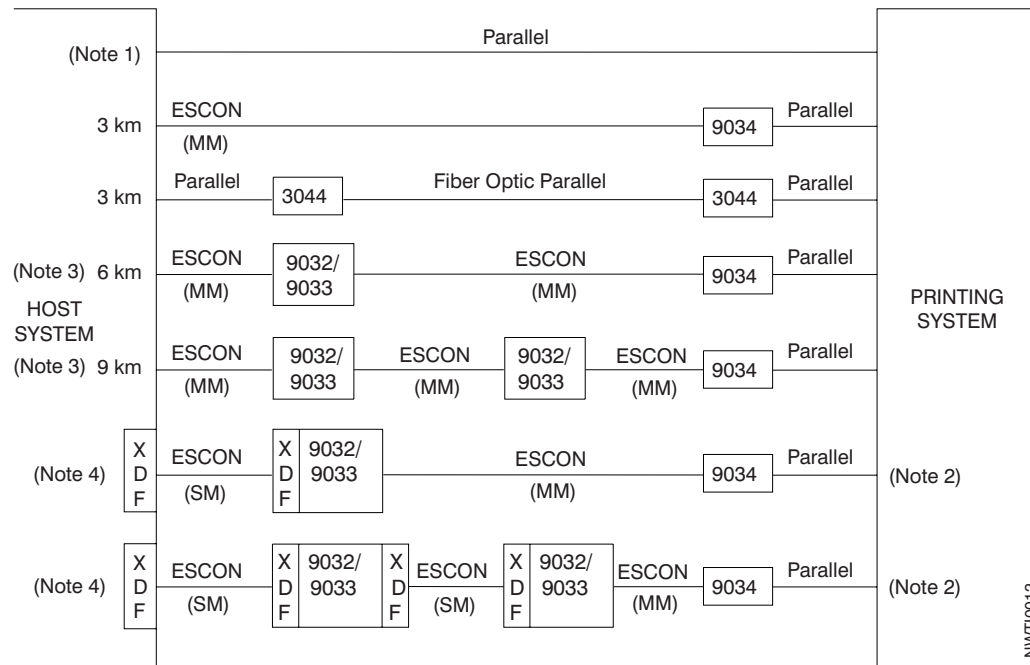 Parallel
(Note 1)
ESCON
Parallel
3 km
9034
(MM)
Parallel
Fiber Optic Parallel
Parallel
3 km
3044
3044
(Note 3) 6 km
ESCON
9032/
9033
ESCON
Parallel
9034
(MM)
(MM)
HOST
SYSTEM
PRINTING
SYSTEM
(Note 3) 9 km
ESCON
9032/
9033
ESCON
9032/
9033
ESCON
Parallel
9034
(MM)
(MM)
(MM)
(Note 4)
X
D
F
ESCON
(SM)
X
D
F
9032/
9033
ESCON
(MM)
9034
Parallel
(Note 2)
(Note 4)
X
D
F
ESCON
(SM)
X
D
F
9032/
9033
X
D
F
ESCON
(SM)
X
D
F
9032/
9033
ESCON
(MM)
9034
Parallel
(Note 2)